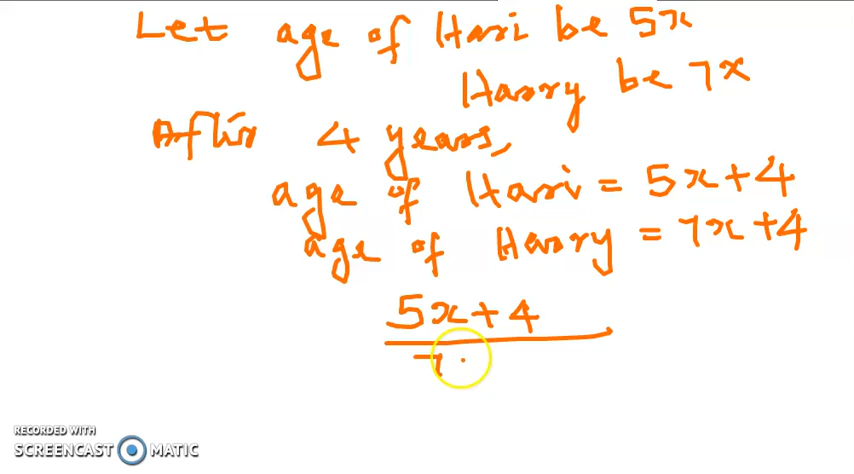 Let age of Hari be 5x
Harry be 7x
After 4 years,
age of Hari = 5x+4
age of Harry = 7x+4
5x+4
7
RECORDED WITH
SCREENCAST MATIC